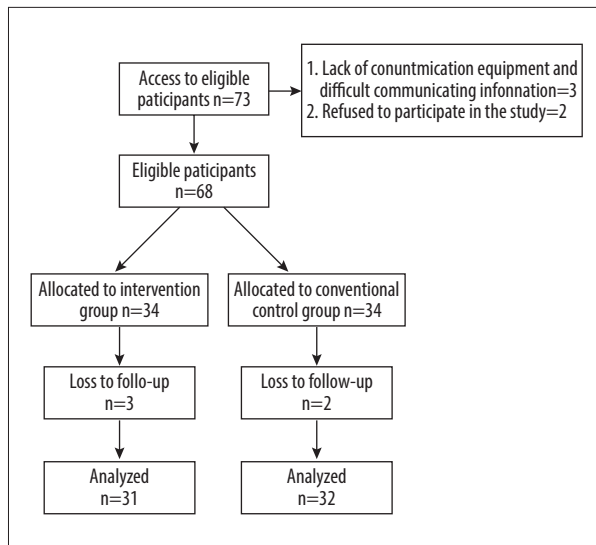 Access to eligible
paticipants n=73
1. Lack of conuntmication equipment and
difficult communicating infonnation=3
2. Refused to participate in the study=2
Eligible paticipants
n=68
Allocated to intervention
group n=34
Allocated to conventional
control group n=34
Loss to follo-up
n=3
Loss to follow-up
n=2
Analyzed
n=31
Analyzed
n=32